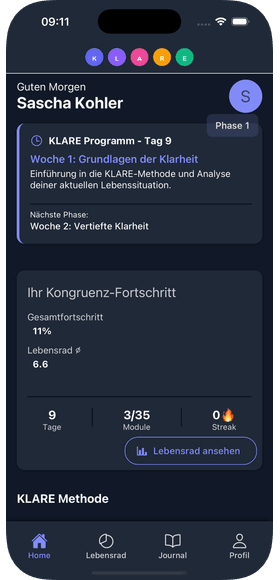 09:11
K L A R E
Guten Morgen
Sascha Kohler
S
Phase 1
KLARE Programm - Tag 9
Woche 1: Grundlagen der Klarheit
Einführung in die KLARE-Methode und Analyse
deiner aktuellen Lebenssituation.
Nächste Phase:
Woche 2: Vertiefte Klarheit
Ihr Kongruenz-Fortschritt
Gesamtfortschritt
11%
Lebensrad ⌀
6.6
9 3/35 0🔥
Tage Module Streak
Lebensrad ansehen
KLARE Methode
Home Lebensrad Journal Profil